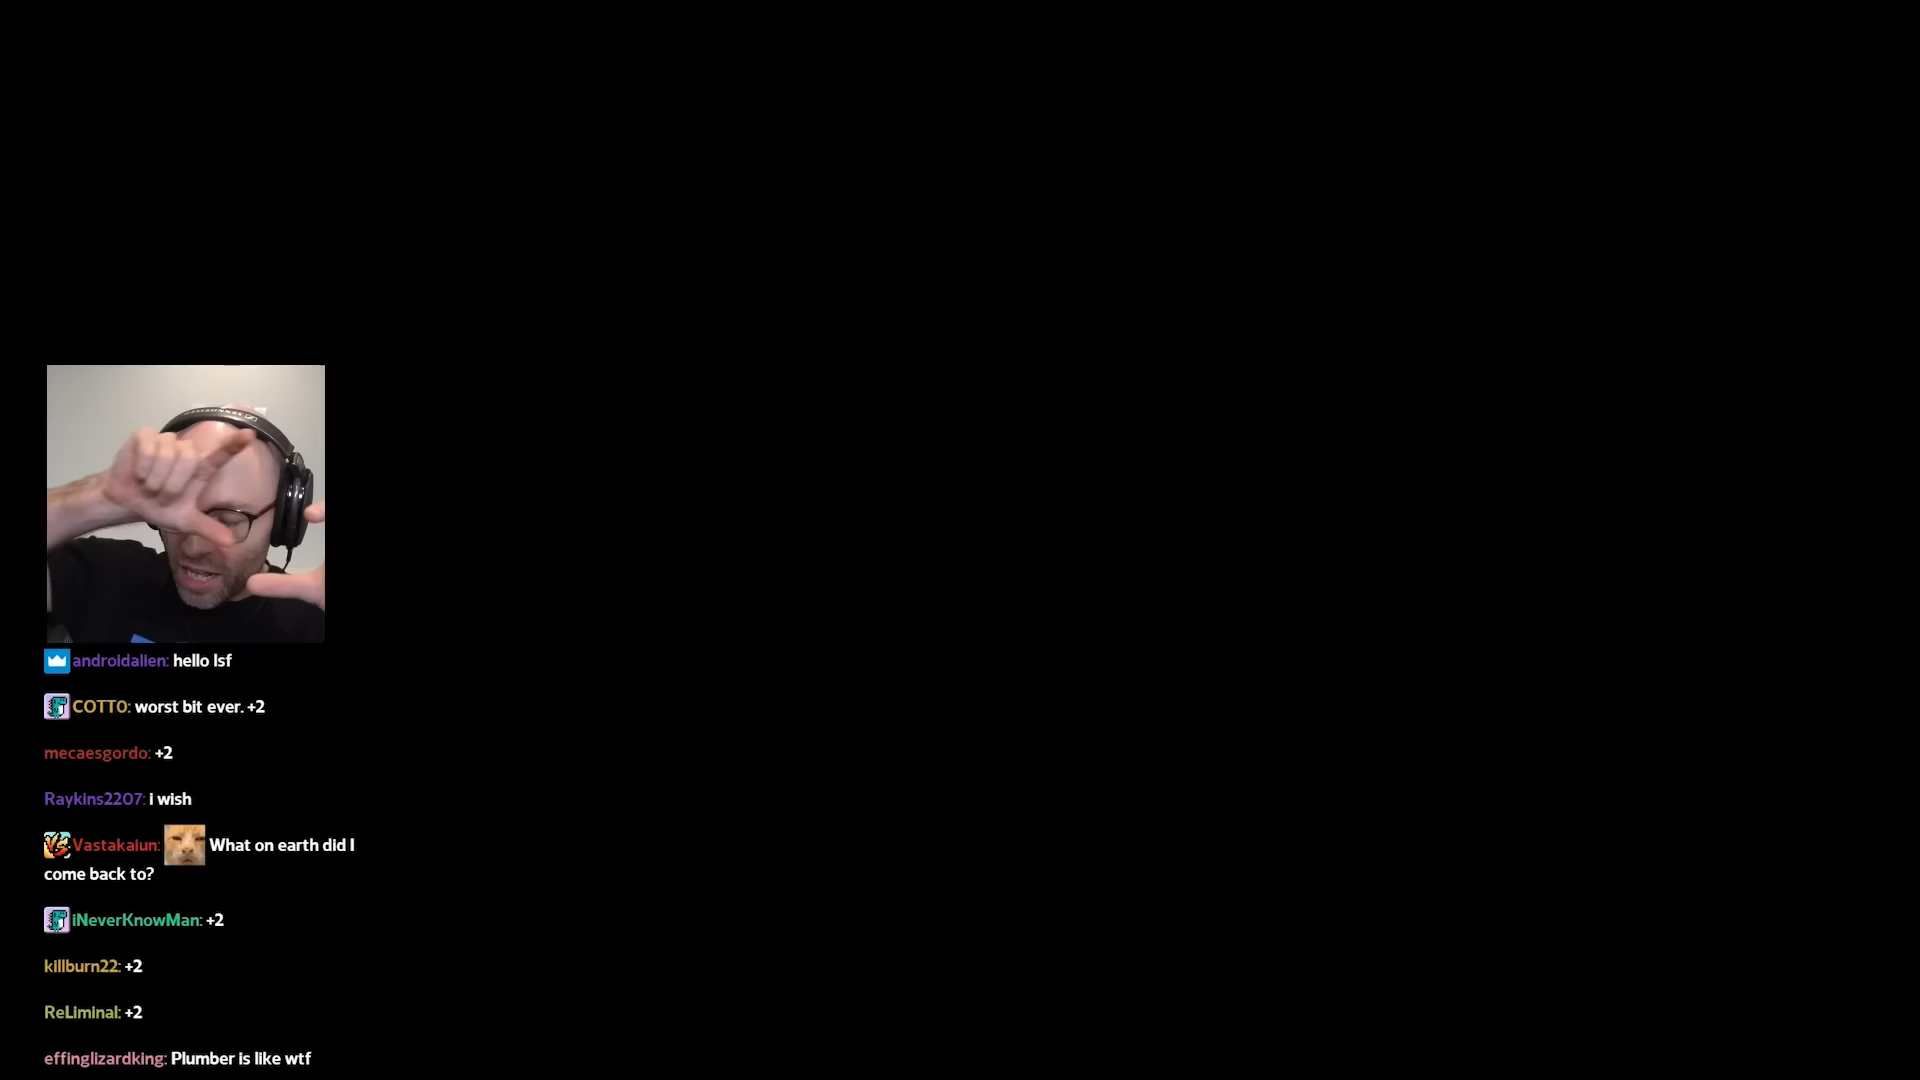 androidalien: hello lsf
COTTO: worst bit ever. +2
mecaesgordo: +2
Raykins2207: i wish
Vastakaiun: What on earth did I
come back to?
iNeverKnowMan: +2
killburn22: +2
ReLiminal: +2
effinglizardking: Plumber is like wtf